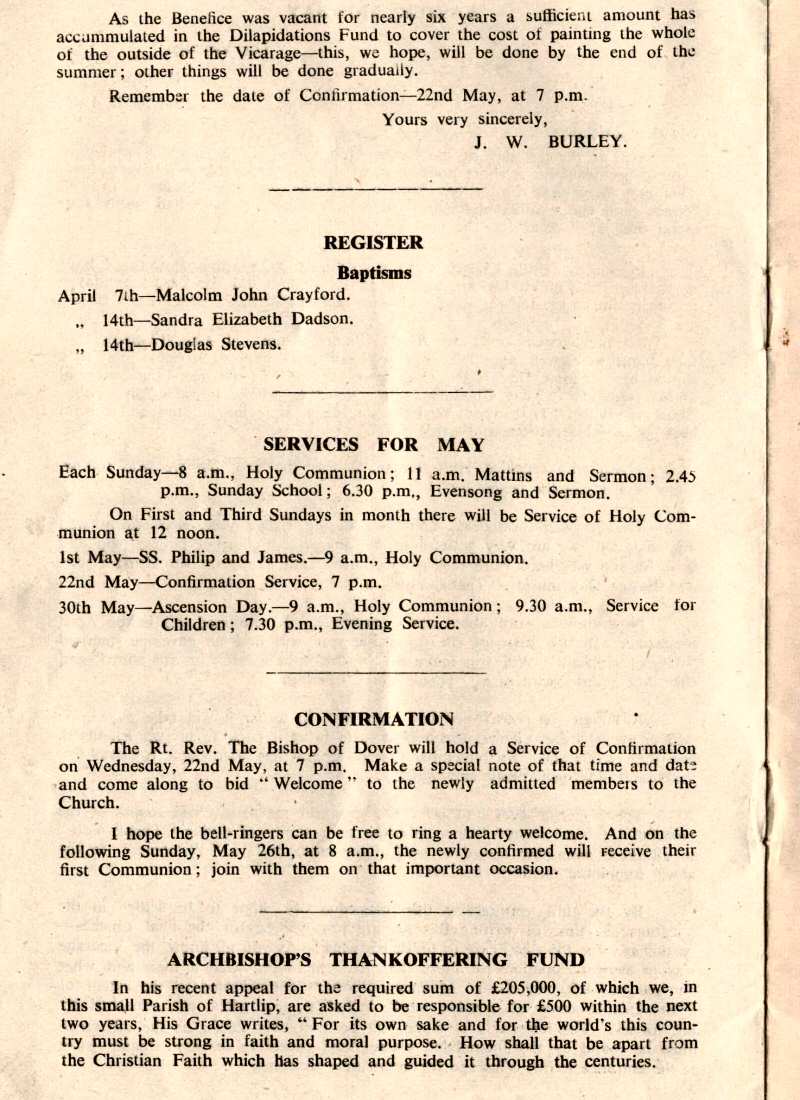 As the Benefice was vacant for nearly six years a sufficient amount has
accummulated in the Dilapidations Fund to cover the cost of painting the whole
of the outside of the Vicarage—this, we hope, will be done by the end of the
summer; other things will be done gradually.
Remember the date of Confirmation—22nd May, at 7 p.m.
Yours very sincerely,
J. W. BURLEY.
REGISTER
Baptisms
April 7th—Malcolm John Crayford.
„ 14th—Sandra Elizabeth Dadson.
„ 14th—Douglas Stevens.
SERVICES FOR MAY
Each Sunday—8 a.m., Holy Communion; 11 a.m. Mattins and Sermon; 2.45
p.m., Sunday School; 6.30 p.m., Evensong and Sermon.
On First and Third Sundays in month there will be Service of Holy Com-
munion at 12 noon.
1st May—SS. Philip and James.—9 a.m., Holy Communion.
22nd May—Confirmation Service, 7 p.m.
30th May—Ascension Day.—9 a.m., Holy Communion; 9.30 a.m., Service for
Children; 7.30 p.m., Evening Service.
CONFIRMATION
The Rt. Rev. The Bishop of Dover will hold a Service of Confirmation
on Wednesday, 22nd May, at 7 p.m. Make a special note of that time and date
and come along to bid "Welcome" to the newly admitted members to the
Church.
I hope the bell-ringers can be free to ring a hearty welcome. And on the
following Sunday, May 26th, at 8 a.m., the newly confirmed will receive their
first Communion; join with them on that important occasion.
ARCHBISHOP'S THANKOFFERING FUND
In his recent appeal for the required sum of £205,000, of which we, in
this small Parish of Hartlip, are asked to be responsible for £500 within the next
two years, His Grace writes, "For its own sake and for the world's this coun-
try must be strong in faith and moral purpose. How shall that be apart from
the Christian Faith which has shaped and guided it through the centuries.